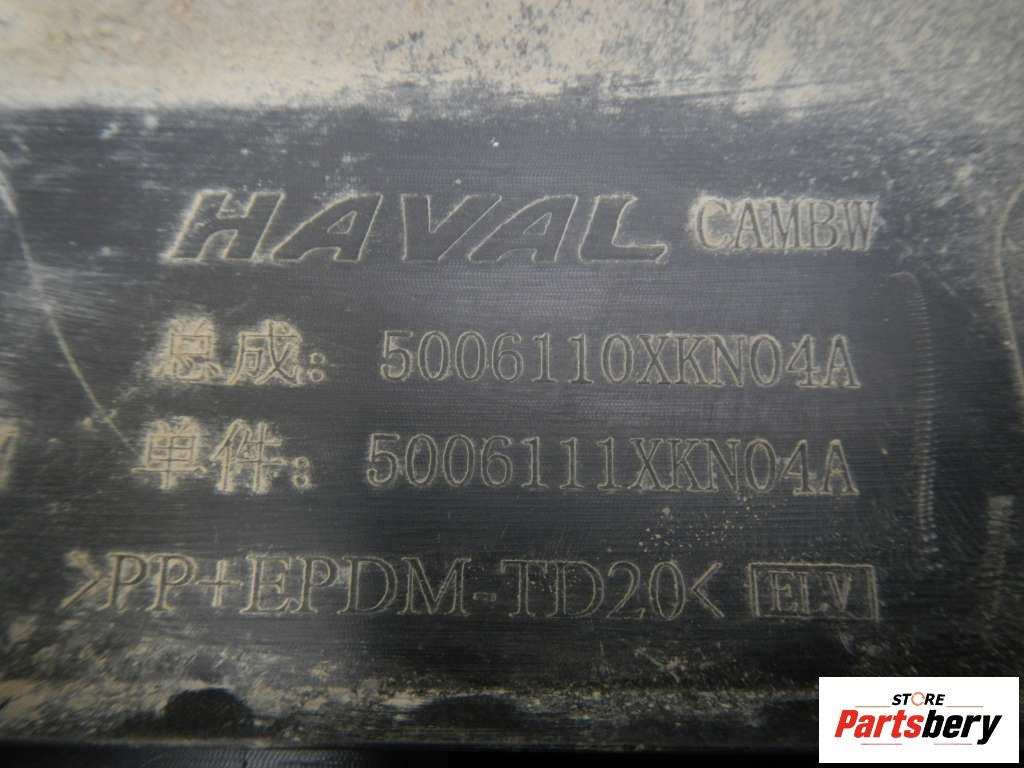 HAVAL CAMBW
总成: 5006110XKN04A
单件: 5006111XKN04A
>PP+EPDM-TD20< ELV
STORE
Partsbery